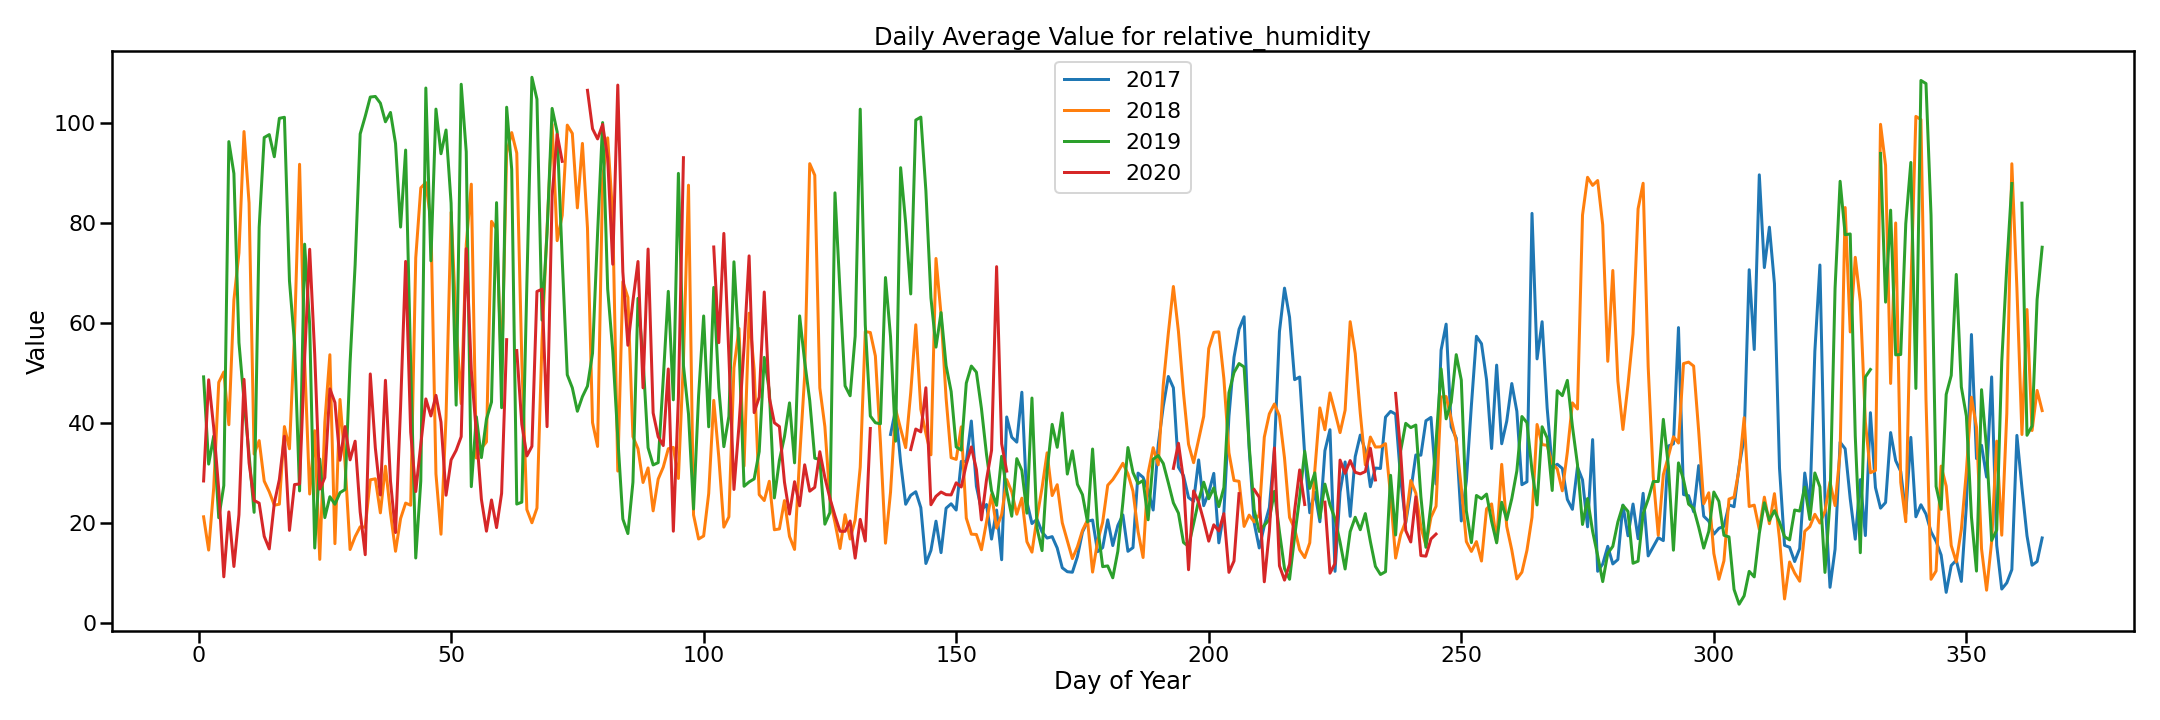 Daily Average Value for relative_humidity
2017
2018
2019
2020
Value
100
80
60
40
20
0
0 50 100 150 200 250 300 350
Day of Year